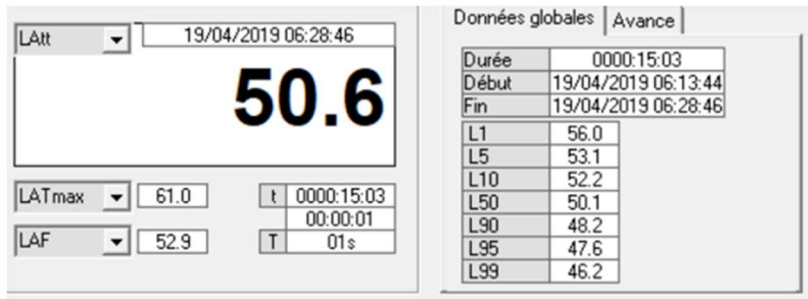 LAtt 19/04/2019 06:28:46
50.6
LATmax 61.0 t 0000:15:03
00:00:01
LAF 52.9 T 01s
Données globales Avance
Durée 0000:15:03
Début 19/04/2019 06:13:44
Fin 19/04/2019 06:28:46
L1 56.0
L5 53.1
L10 52.2
L50 50.1
L90 48.2
L95 47.6
L99 46.2